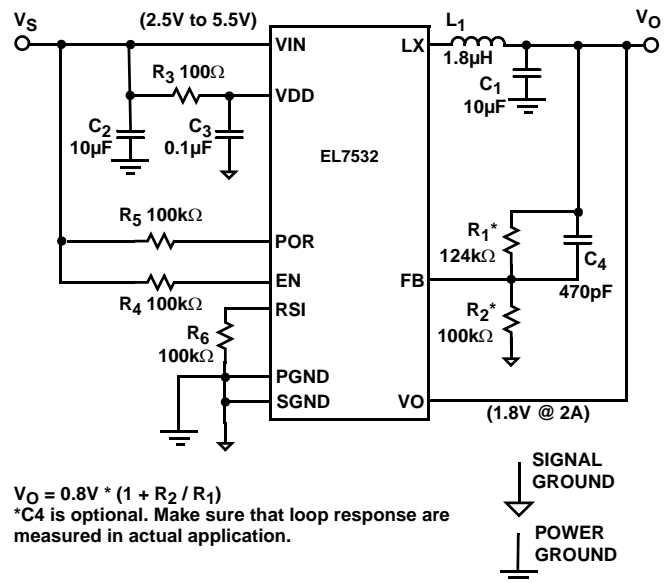 VS (2.5V to 5.5V) VIN LX L1 VO
1.8µH
R3 100Ω VDD
C1
10µF
C2
10µF
C3
0.1µF
EL7532
R5 100kΩ POR
R1*
124kΩ
C4
470pF
R4 100kΩ EN FB
RSI
R2*
100kΩ
R6
100kΩ
PGND
SGND VO
(1.8V @ 2A)
SIGNAL
GROUND
VO = 0.8V * (1 + R2 / R1)
*C4 is optional. Make sure that loop response are
measured in actual application.
POWER
GROUND